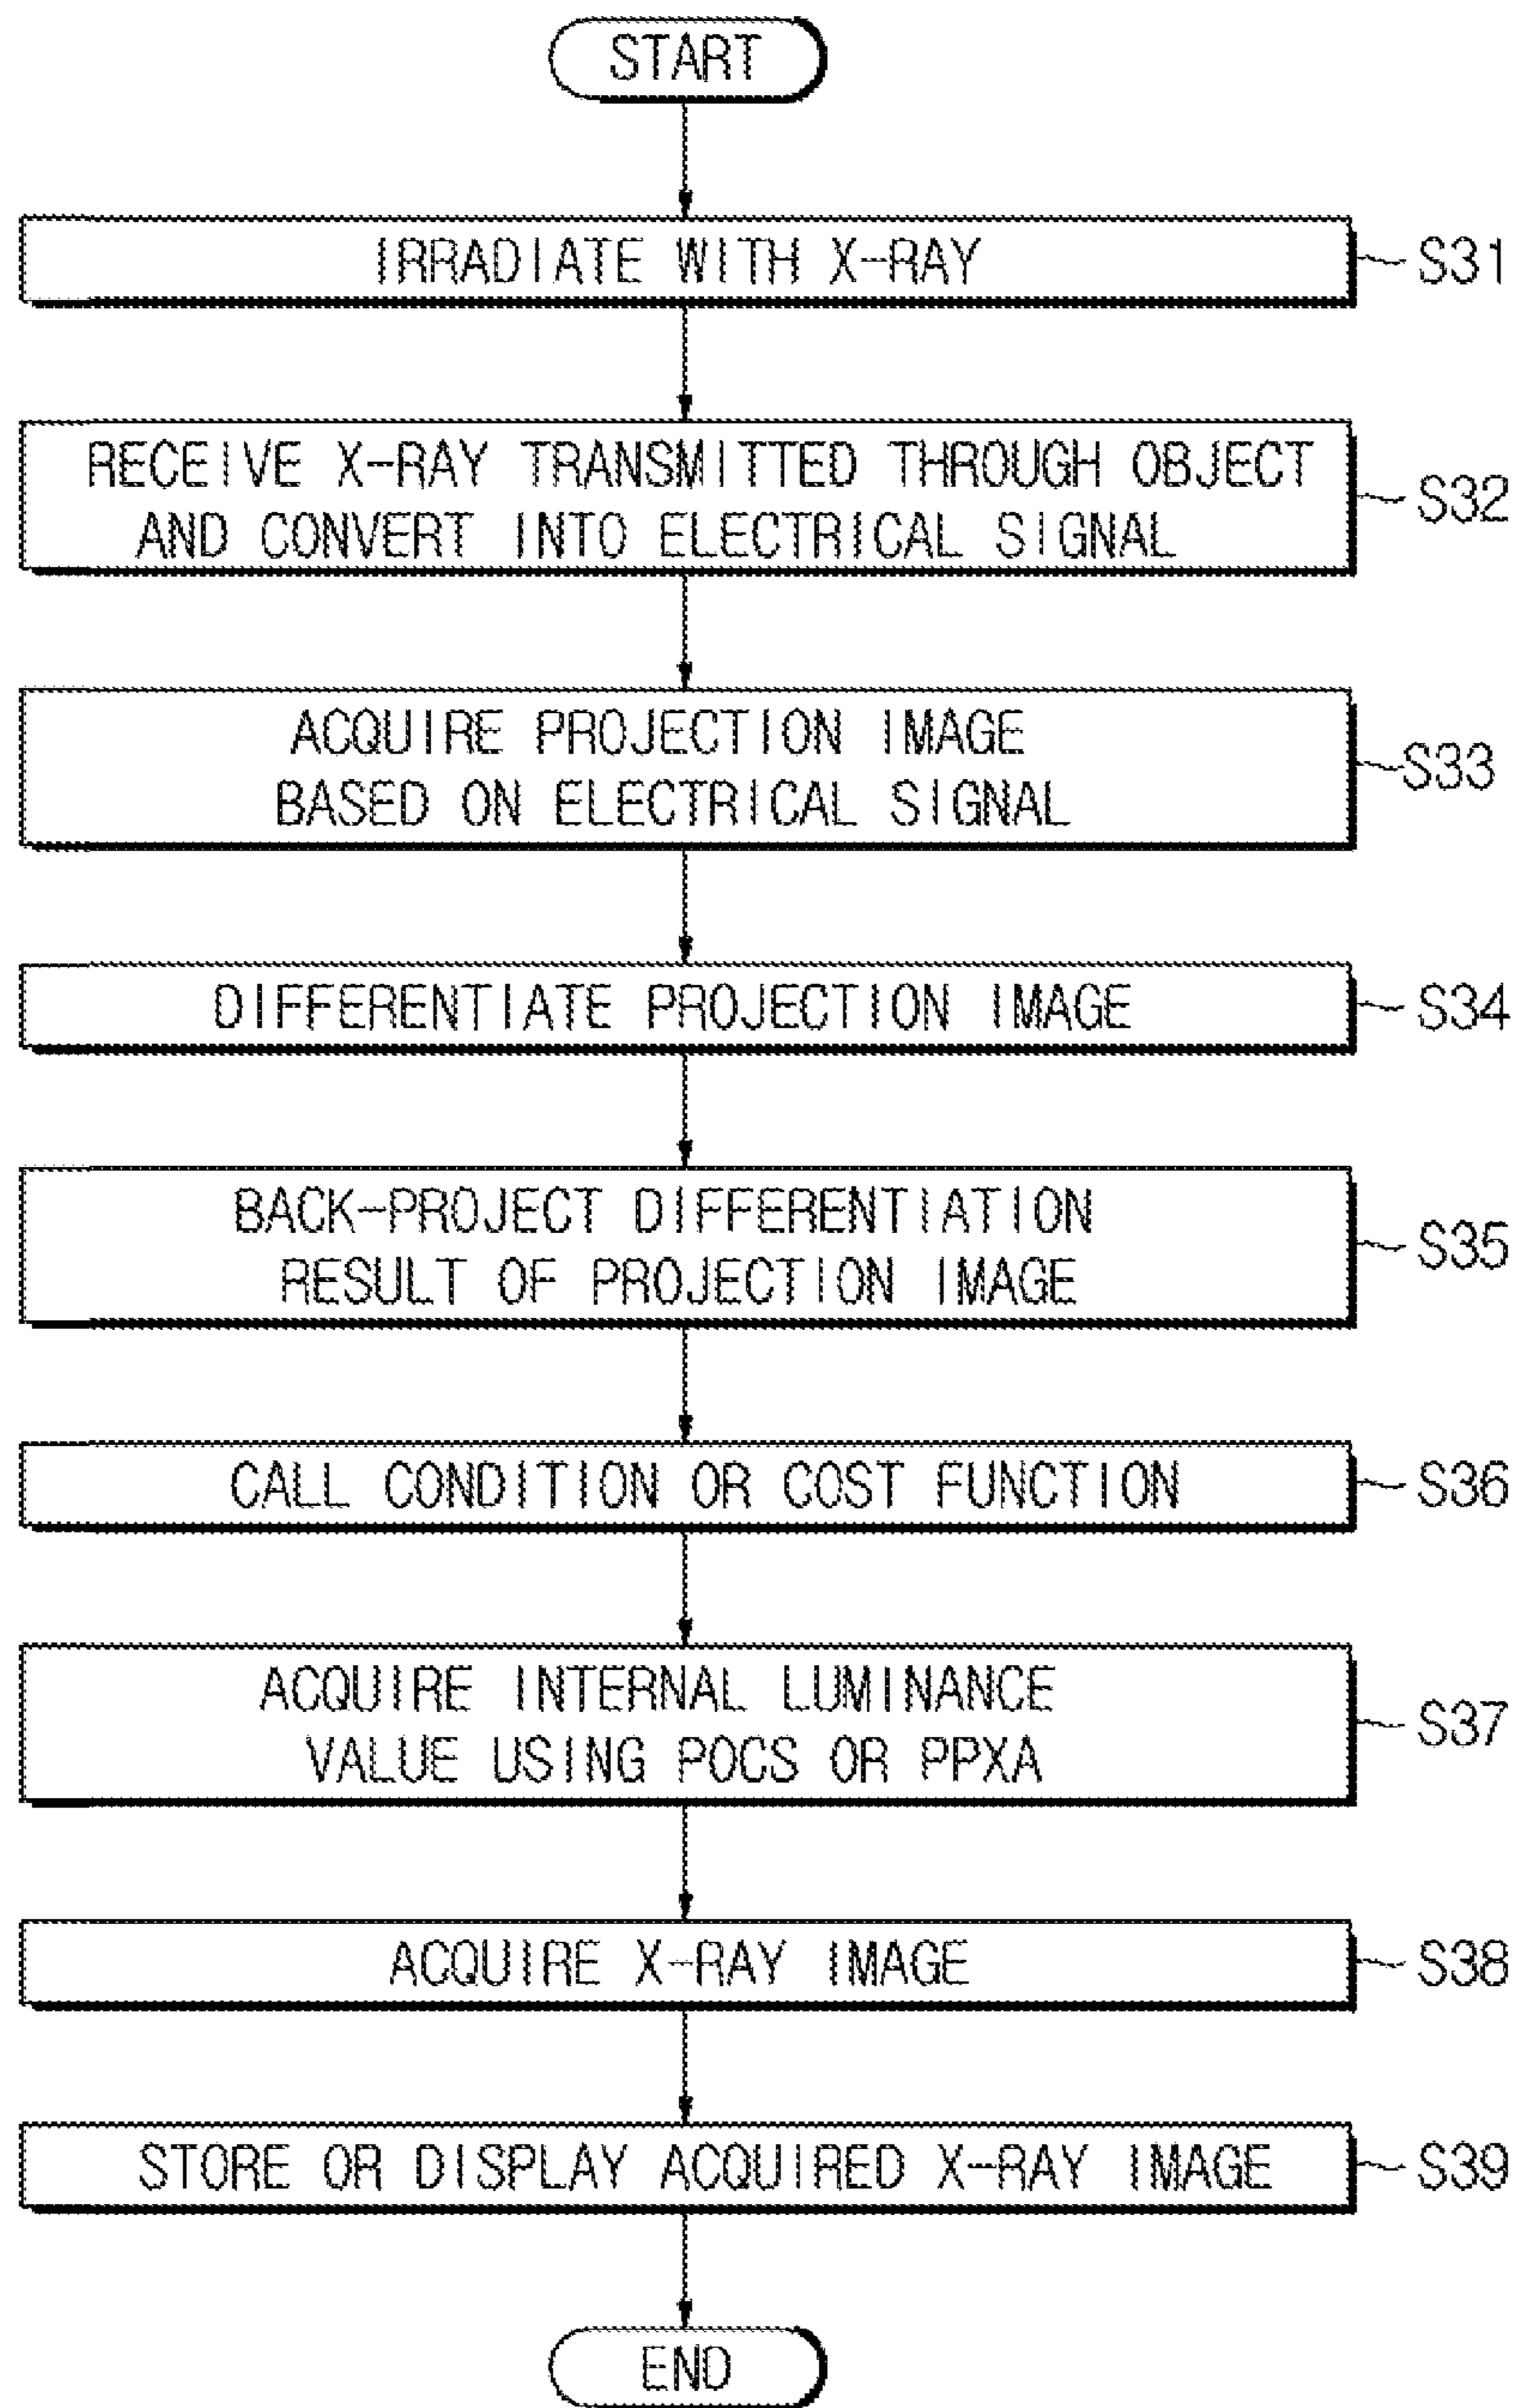 START
IRRADIATE WITH X-RAY
S31
RECEIVE X-RAY TRANSMITTED THROUGH OBJECT
AND CONVERT INTO ELECTRICAL SIGNAL
S32
ACQUIRE PROJECTION IMAGE
BASED ON ELECTRICAL SIGNAL
S33
DIFFERENTIATE PROJECTION IMAGE
S34
BACK-PROJECT DIFFERENTIATION
RESULT OF PROJECTION IMAGE
S35
CALL CONDITION OR COST FUNCTION
S36
ACQUIRE INTERNAL LUMINANCE
VALUE USING POCS OR PPXA
S37
ACQUIRE X-RAY IMAGE
S38
STORE OR DISPLAY ACQUIRED X-RAY IMAGE
S39
END